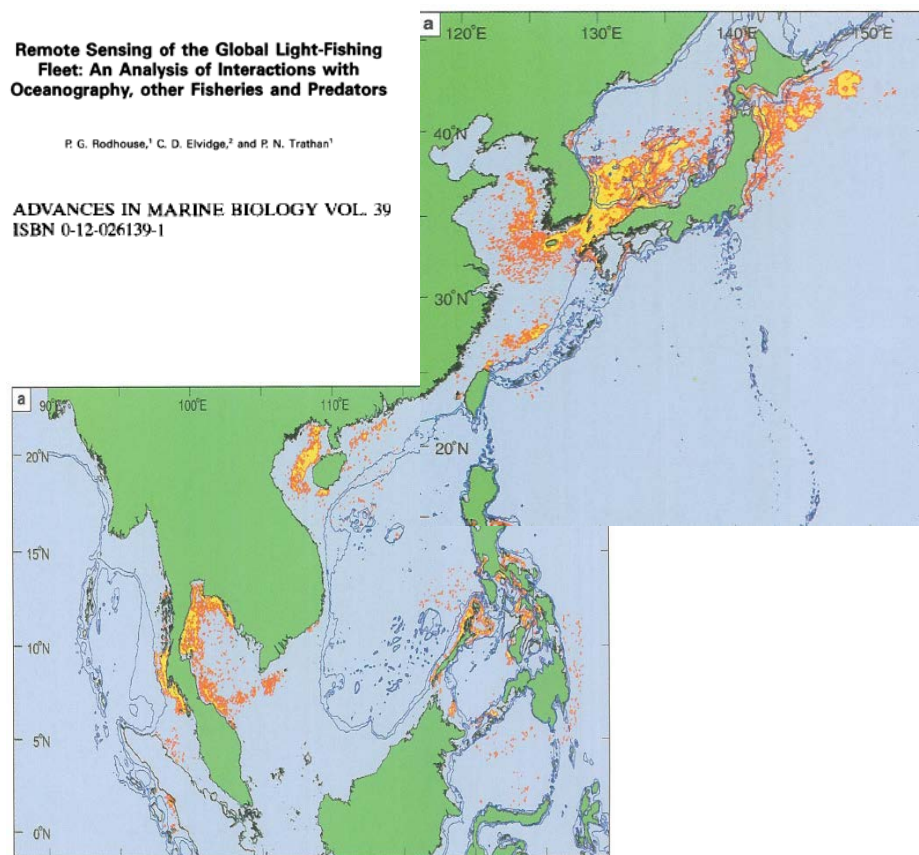 Remote Sensing of the Global Light-Fishing
Fleet: An Analysis of Interactions with
Oceanography, other Fisheries and Predators
P. G. Rodhouse,¹ C. D. Elvidge,² and P. N. Trathan¹
ADVANCES IN MARINE BIOLOGY VOL. 39
ISBN 0-12-026139-1
a
120°E 130°E 140°E 150°E
40°N
30°N
20°N
a
90°E 100°E 110°E
20°N
15°N
10°N
5°N
0°N